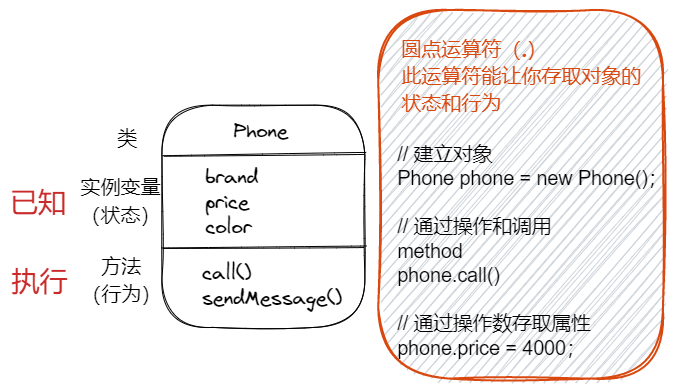 类
Phone
已知
实例变量
（状态）
brand
price
color
执行
方法
（行为）
call()
sendMessage()
圆点运算符（.）
此运算符能让你存取对象的
状态和行为
// 建立对象
Phone phone = new Phone();
// 通过操作和调用
method
phone.call()
// 通过操作数存取属性
phone.price = 4000；